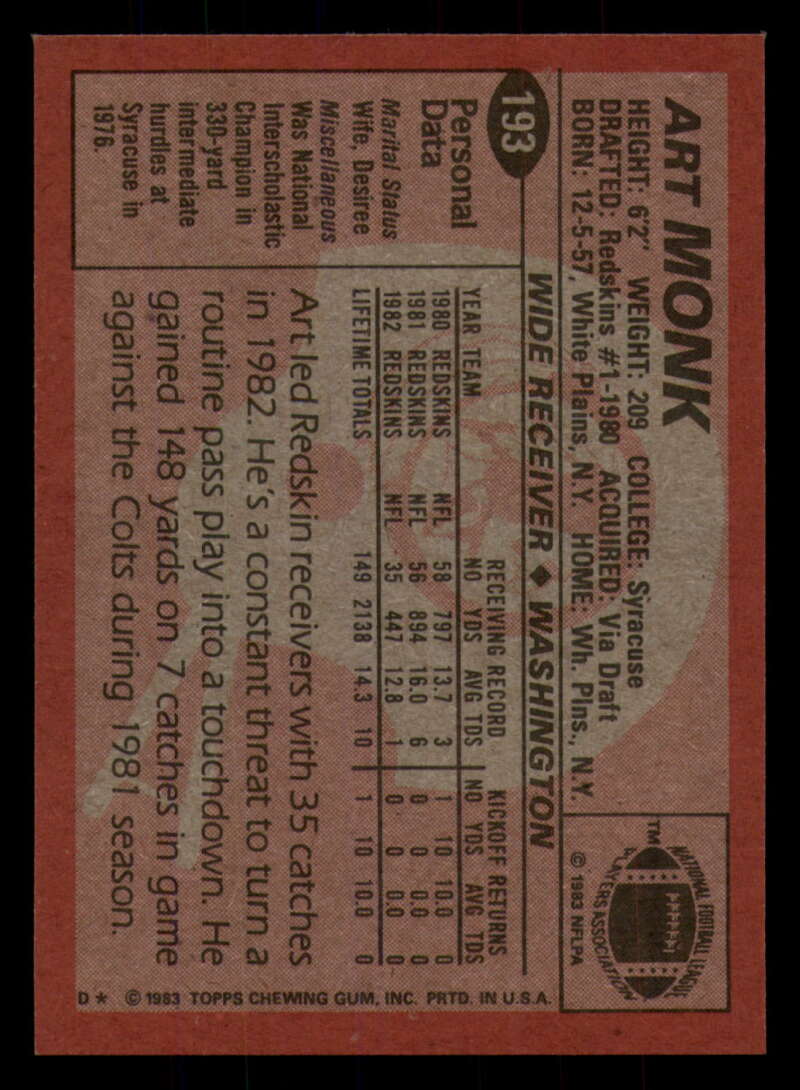 ART MONK
HEIGHT: 6'2" WEIGHT: 209 COLLEGE: Syracuse
DRAFTED: Redskins #1-1980 ACQUIRED: Via Draft
BORN: 12-5-57, White Plains, N.Y. HOME: Wh. Plns., N.Y.
NATIONAL FOOTBALL LEAGUE
PLAYERS ASSOCIATION
TM
© 1983 NFLPA
193
WIDE RECEIVER ♦ WASHINGTON
Personal
Data
Marital Status
Wife, Desiree
Miscellaneous
Was National
Interscholastic
Champion in
330-yard
intermediate
hurdles at
Syracuse in
1976.
RECEIVING RECORD KICKOFF RETURNS
YEAR TEAM NO YDS AVG TDS NO YDS AVG TDS
1980 REDSKINS NFL 58 797 13.7 3 1 10 10.0 0
1981 REDSKINS NFL 56 894 16.0 6 0 0 0.0 0
1982 REDSKINS NFL 35 447 12.8 1 0 0 0.0 0
LIFETIME TOTALS 149 2138 14.3 10 1 10 10.0 0
Art led Redskin receivers with 35 catches
in 1982. He's a constant threat to turn a
routine pass play into a touchdown. He
gained 148 yards on 7 catches in game
against the Colts during 1981 season.
D* © 1983 TOPPS CHEWING GUM, INC. PRTD. IN U.S.A.